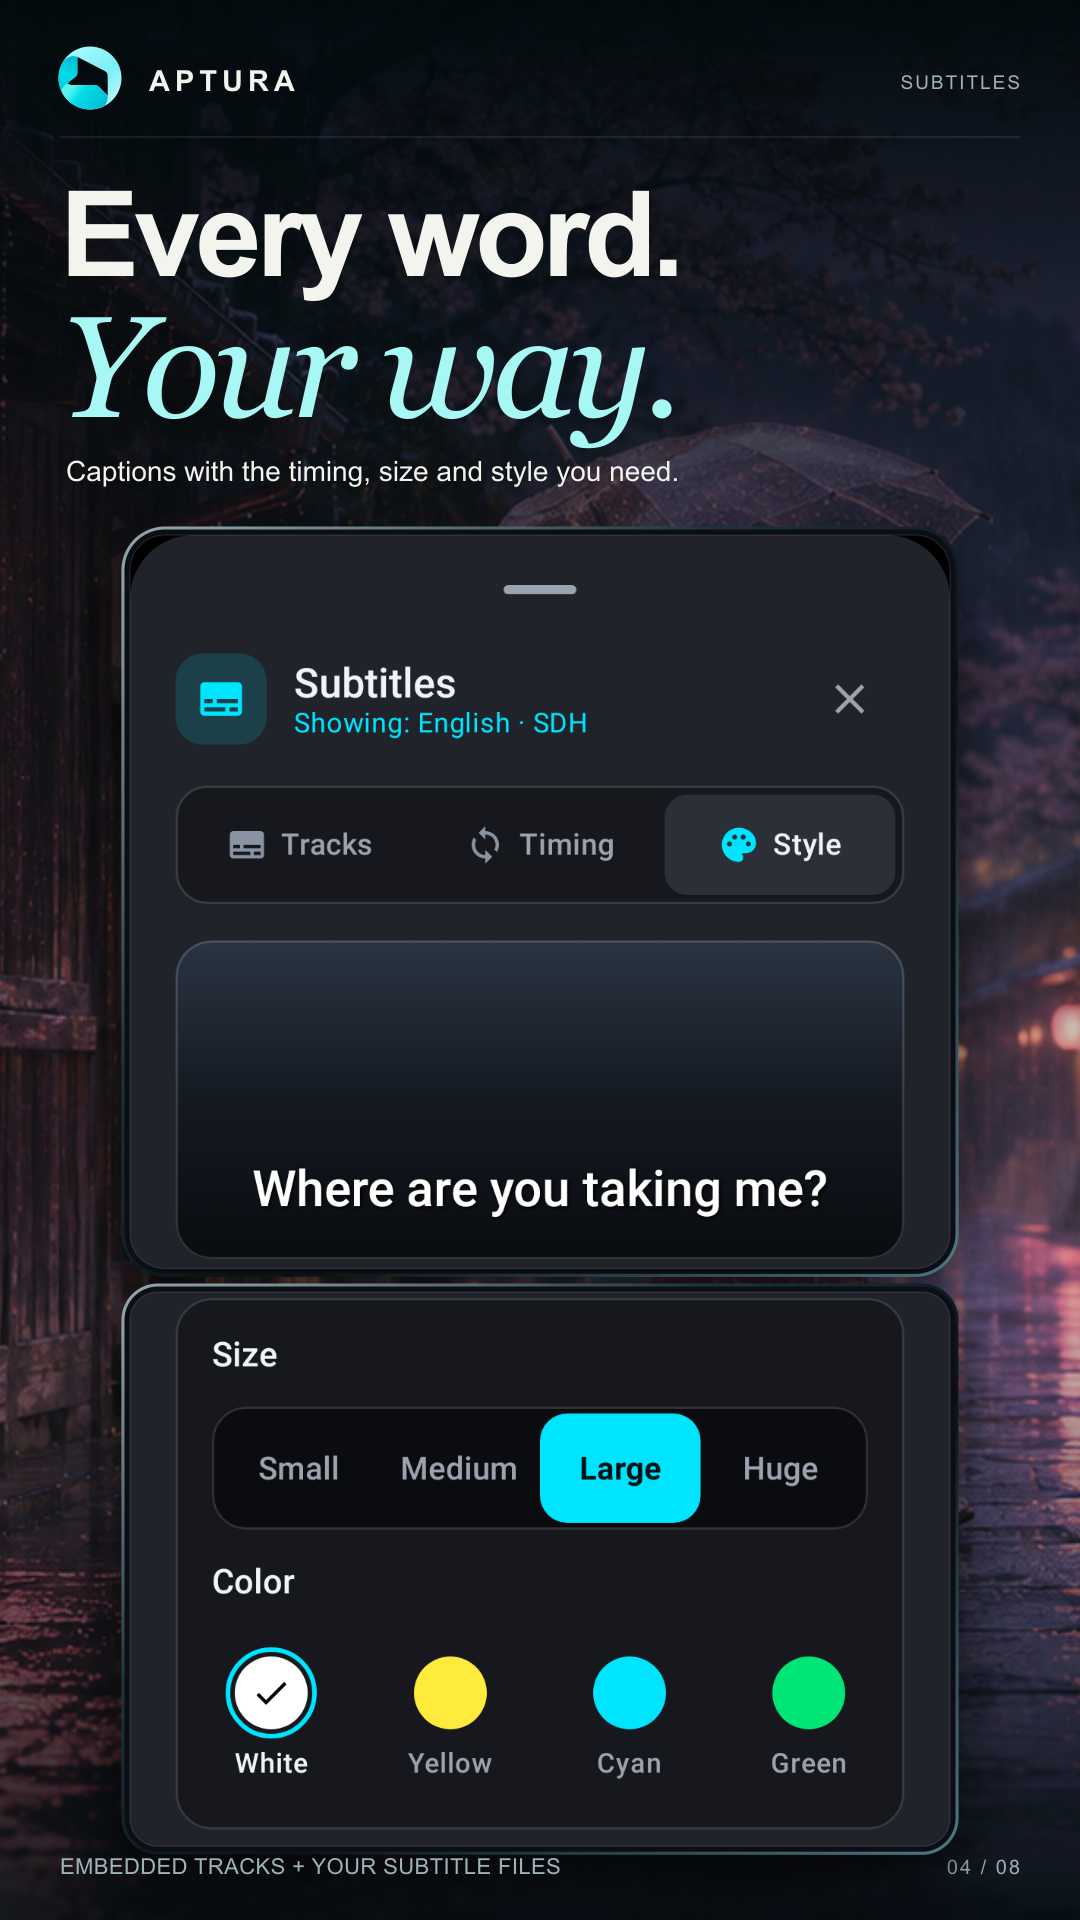 APTURA
SUBTITLES
Every word.
Your way.
Captions with the timing, size and style you need.
Subtitles
Showing: English · SDH
Tracks
Timing
Style
Where are you taking me?
Size
Small
Medium
Large
Huge
Color
White
Yellow
Cyan
Green
EMBEDDED TRACKS + YOUR SUBTITLE FILES
04 / 08